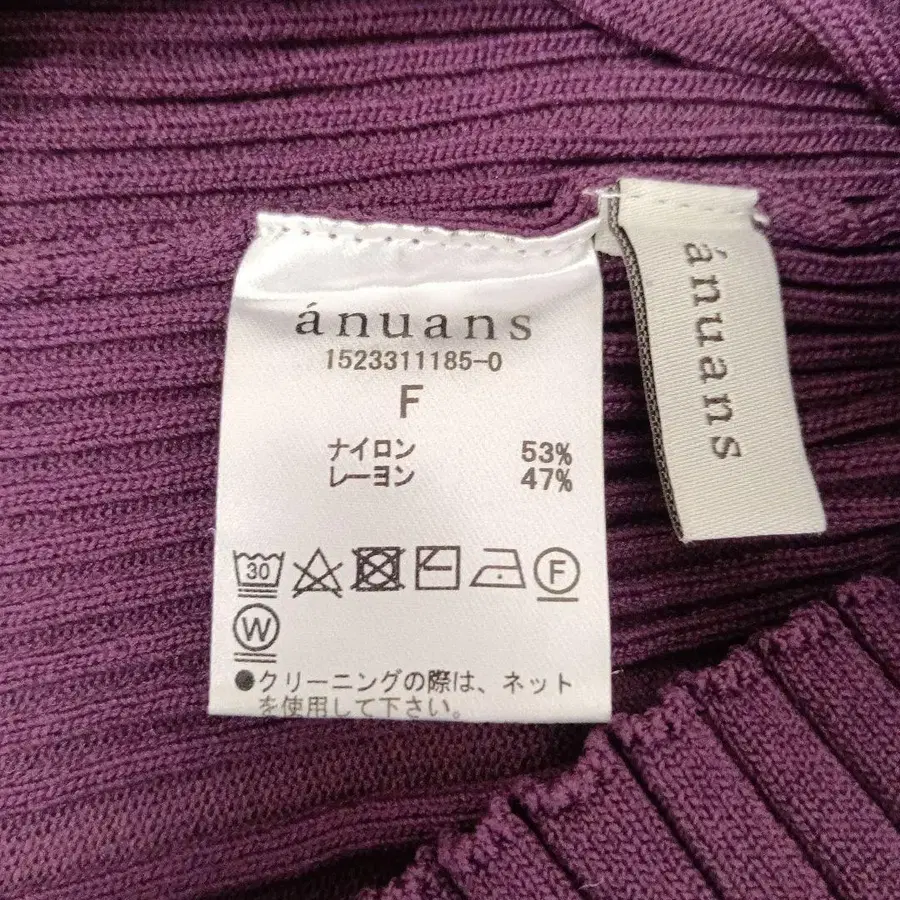 ánuans
1523311185-0
F
ナイロン 53%
レーヨン 47%
30
F
W
●クリーニングの際は、ネット
を使用して下さい。
ánuans